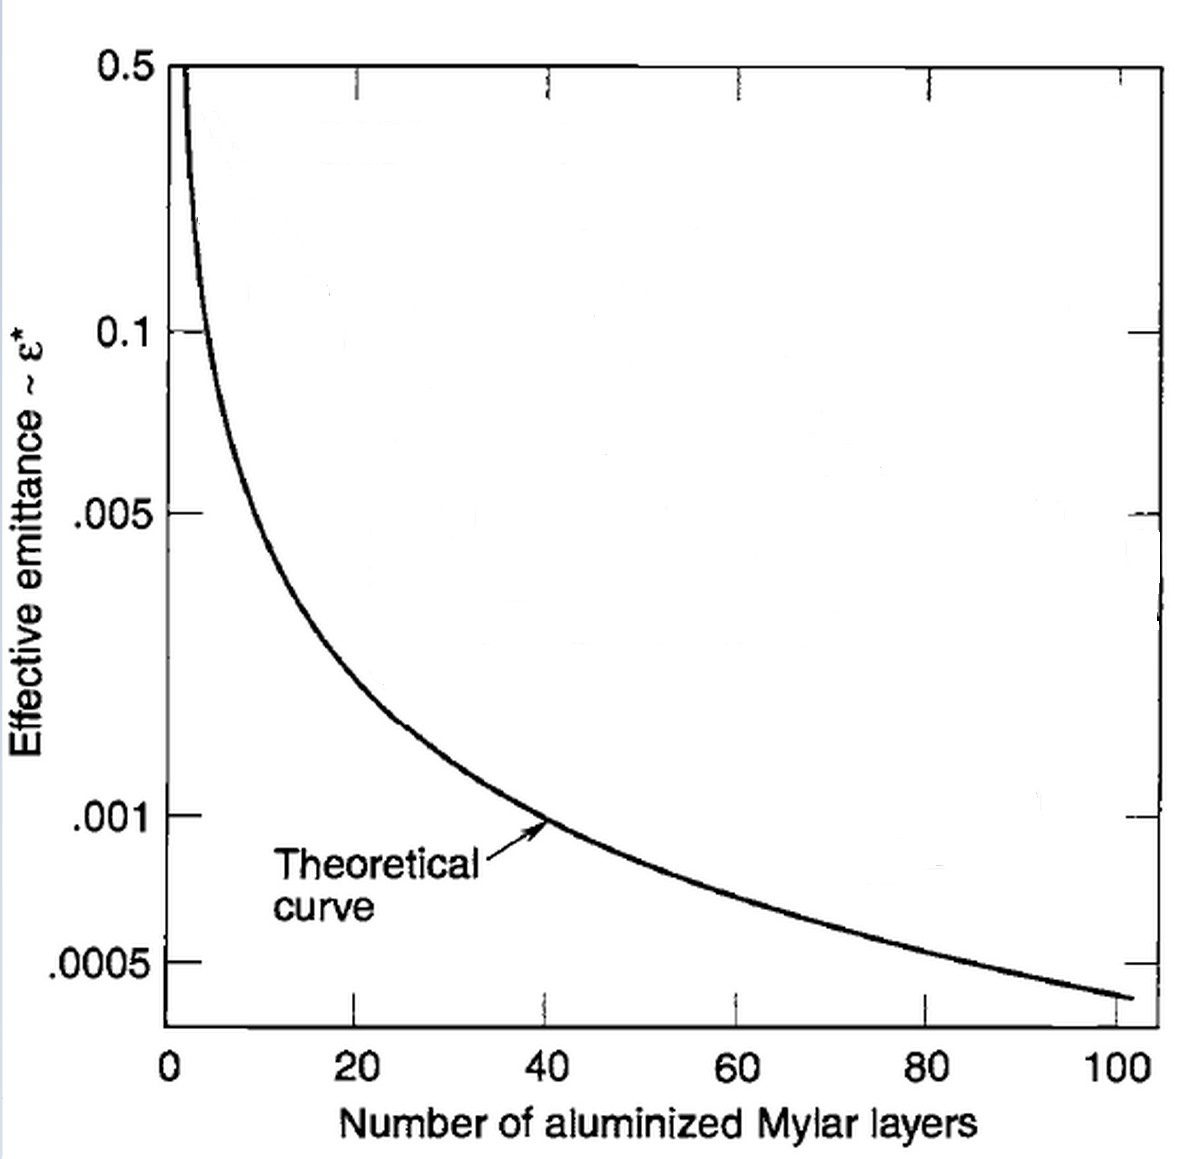 0.5
0.1
.005
.001
.0005
Effective emittance ~ ε*
Theoretical
curve
0 20 40 60 80 100
Number of aluminized Mylar layers